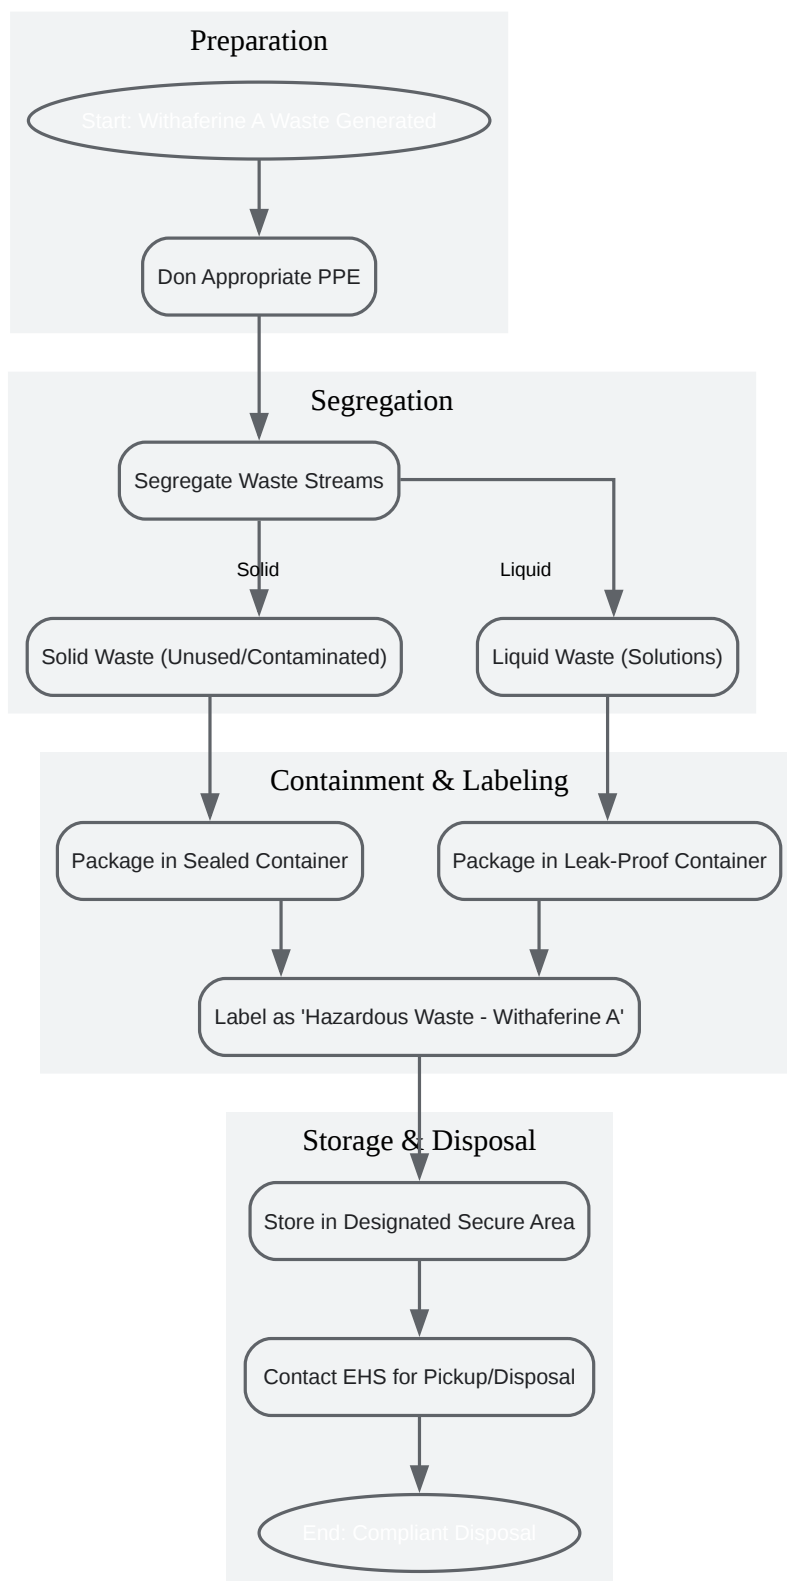 Preparation
Start: Withaferine A Waste Generated
Don Appropriate PPE
Segregation
Segregate Waste Streams
Solid
Liquid
Solid Waste (Unused/Contaminated)
Liquid Waste (Solutions)
Containment & Labeling
Package in Sealed Container
Package in Leak-Proof Container
Label as 'Hazardous Waste - Withaferine A'
Storage & Disposal
Store in Designated Secure Area
Contact EHS for Pickup/Disposal
End: Compliant Disposal